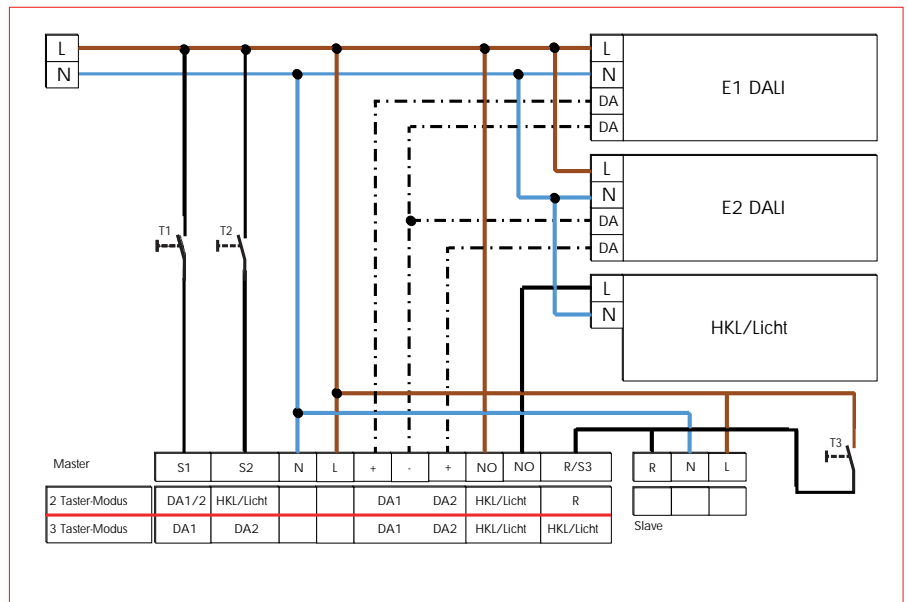 L
N
L
N
DA
DA
E1 DALI
L
N
DA
DA
E2 DALI
T1
T2
L
N
HKL/Licht
T3
Master
S1 S2 N L + - + NO NO R/S3
R N L
2 Taster-Modus DA1/2 HKL/Licht DA1 DA2 HKL/Licht R
3 Taster-Modus DA1 DA2 DA1 DA2 HKL/Licht HKL/Licht
Slave